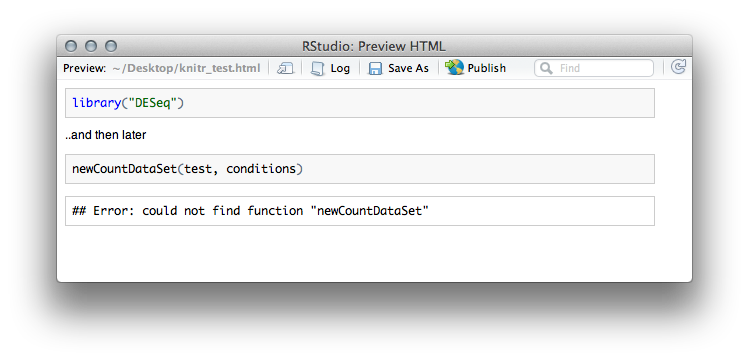 RStudio: Preview HTML
Preview: ~/Desktop/knitr_test.html Log Save As Publish Find
library("DESeq")
..and then later
newCountDataSet(test, conditions)
## Error: could not find function "newCountDataSet"